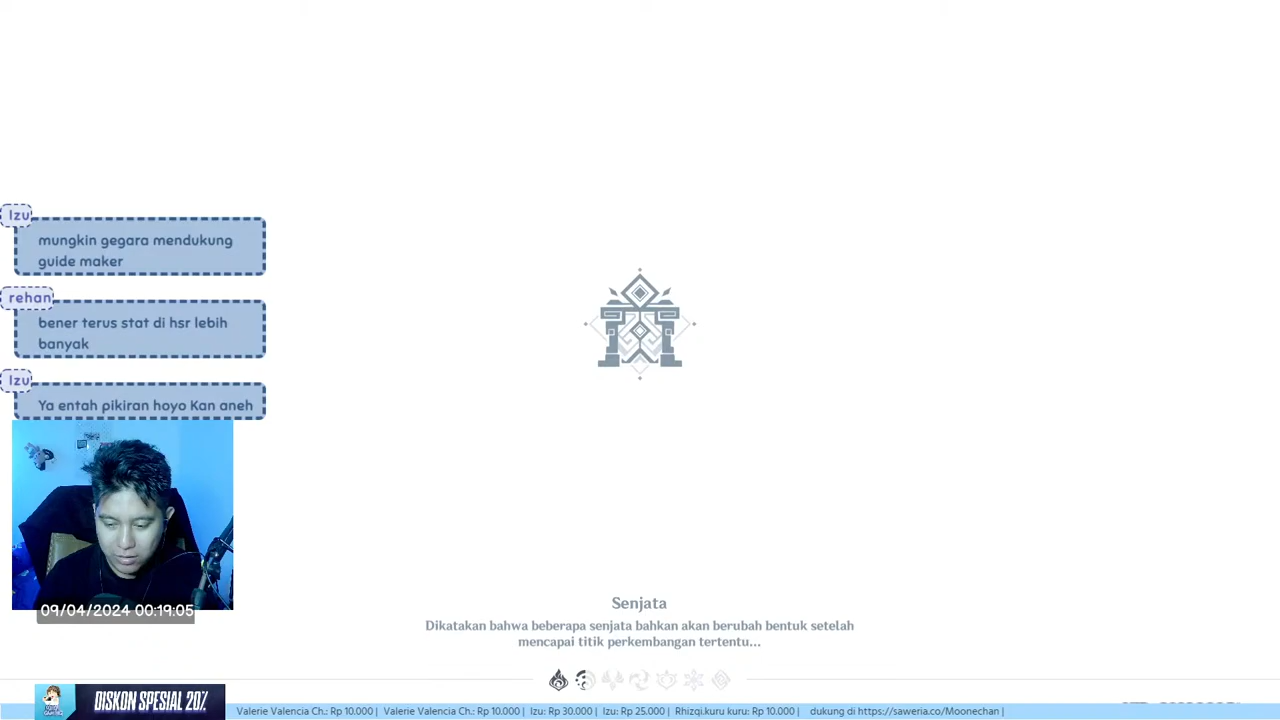 Izu
mungkin gegara mendukung
guide maker
rehan
bener terus stat di hsr lebih
banyak
Izu
Ya entah pikiran hoyo Kan aneh
09/04/2024 00:19:05
Senjata
Dikatakan bahwa beberapa senjata bahkan akan berubah bentuk setelah
mencapai titik perkembangan tertentu...
DISKON SPESIAL 20%
Valerie Valencia Ch.: Rp 10.000 | Valerie Valencia Ch.: Rp 10.000 | Izu: Rp 30.000 | Izu: Rp 25.000 | Rhizqi.kuru kuru: Rp 10.000 | dukung di https://saweria.co/Moonechan |